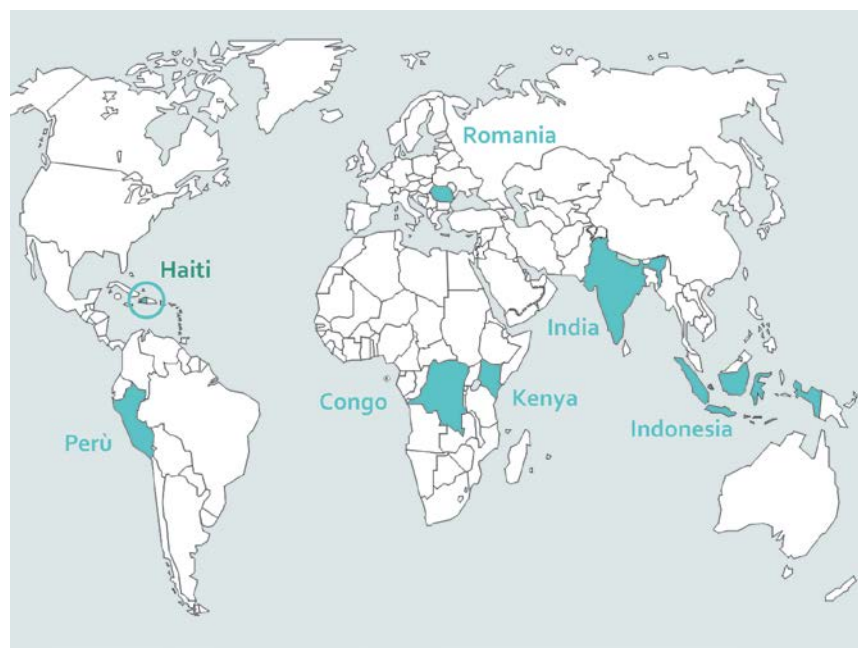 Romania
Haiti
India
Congo
Kenya
Perù
Indonesia